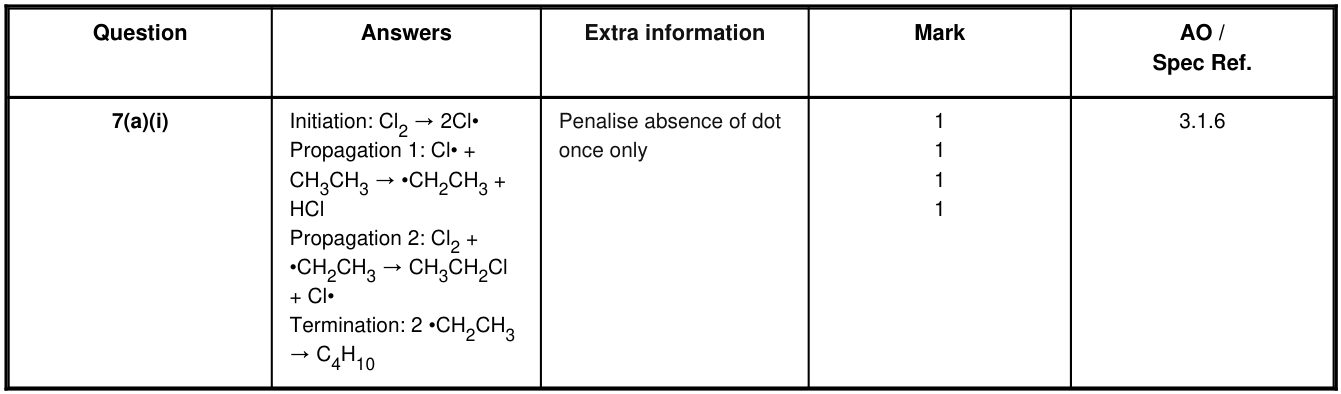 Question Answers Extra information Mark AO /
Spec Ref.
7(a)(i) Initiation: Cl₂ → 2Cl• Penalise absence of dot 1 3.1.6
Propagation 1: Cl• + once only 1
CH₃CH₃ → •CH₂CH₃ + 1
HCl 1
Propagation 2: Cl₂ +
•CH₂CH₃ → CH₃CH₂Cl
+ Cl•
Termination: 2 •CH₂CH₃
→ C₄H₁₀